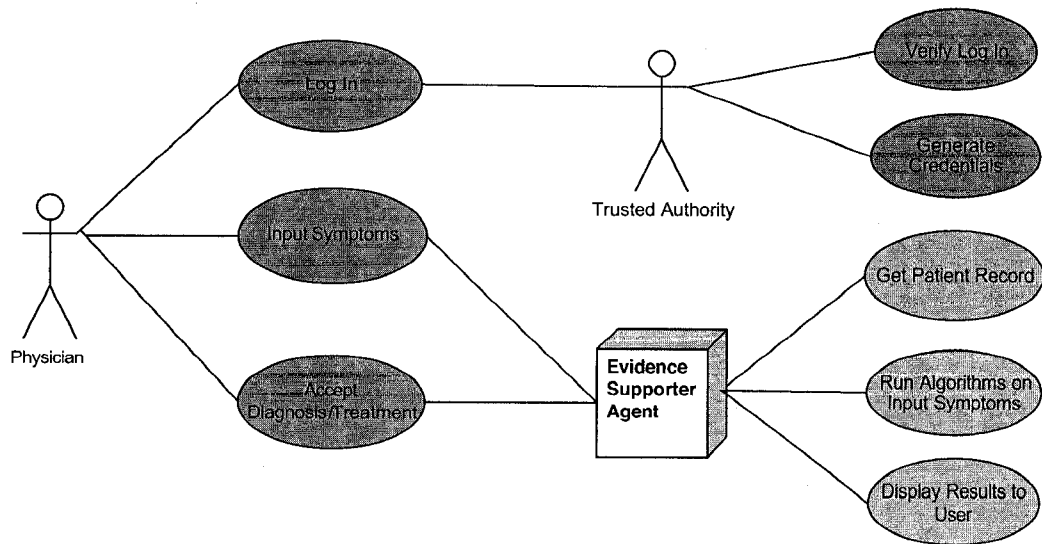 Log In
Verify Log In
Generate
Credentials
Trusted Authority
Input Symptoms
Get Patient Record
Physician
Accept
Diagnosis/Treatment
Evidence
Supporter
Agent
Run Algorithms on
Input Symptoms
Display Results to
User